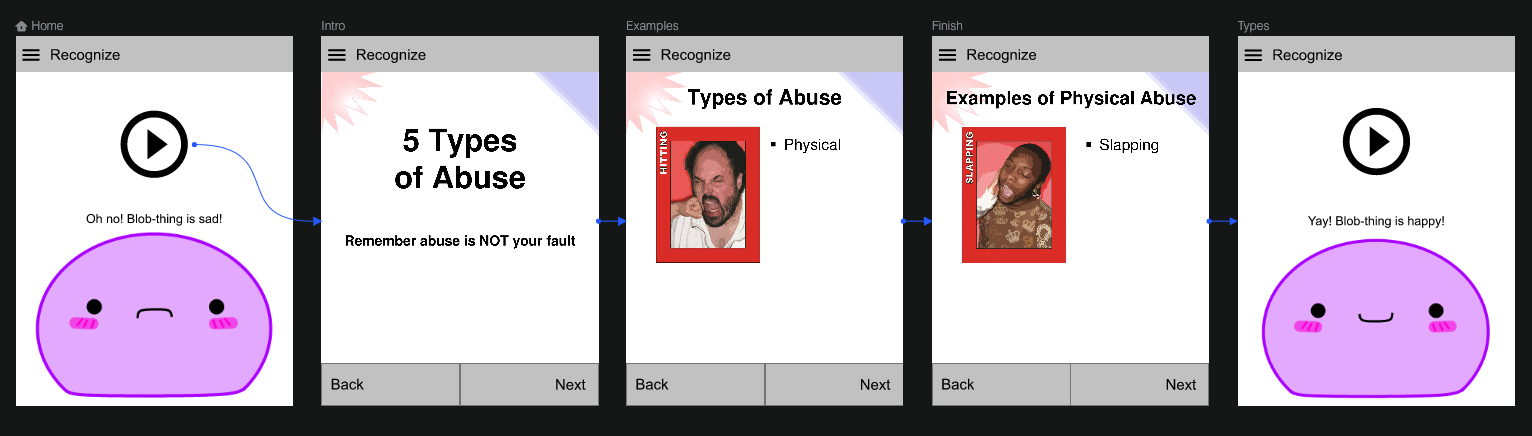 Home
Recognize
Oh no! Blob-thing is sad!
Intro
Recognize
5 Types
of Abuse
Remember abuse is NOT your fault
Back
Next
Examples
Recognize
Types of Abuse
HITTING
Physical
Back
Next
Finish
Recognize
Examples of Physical Abuse
SLAPPING
Slapping
Back
Next
Types
Recognize
Yay! Blob-thing is happy!